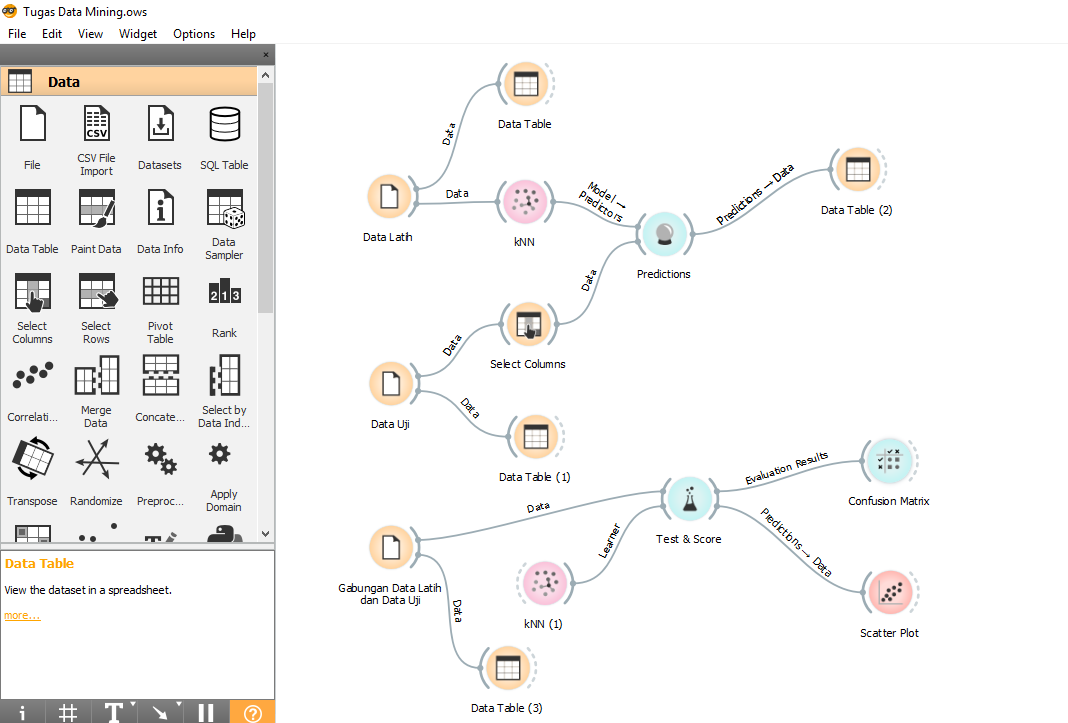 Tugas Data Mining.ows
File Edit View Widget Options Help
Data
CSV
File
CSV File
Import
Datasets
SQL Table
Data Table
Paint Data
Data Info
Data
Sampler
2 1 3
Select
Columns
Select
Rows
Pivot
Table
Rank
Correlati...
Merge
Data
Concate...
Select by
Data Ind...
Transpose
Randomize
Preproc...
Apply
Domain
Data Table
View the dataset in a spreadsheet.
more...
Data Table
Data
Data Latih
Data
kNN
Model →
Predictors
Predictions
Predictions → Data
Data Table (2)
Data
Select Columns
Data
Data Uji
Data
Data Table (1)
Data
Test & Score
Evaluation Results
Confusion Matrix
Gabungan Data Latih
dan Data Uji
Learner
kNN (1)
Predictions → Data
Scatter Plot
Data
Data Table (3)